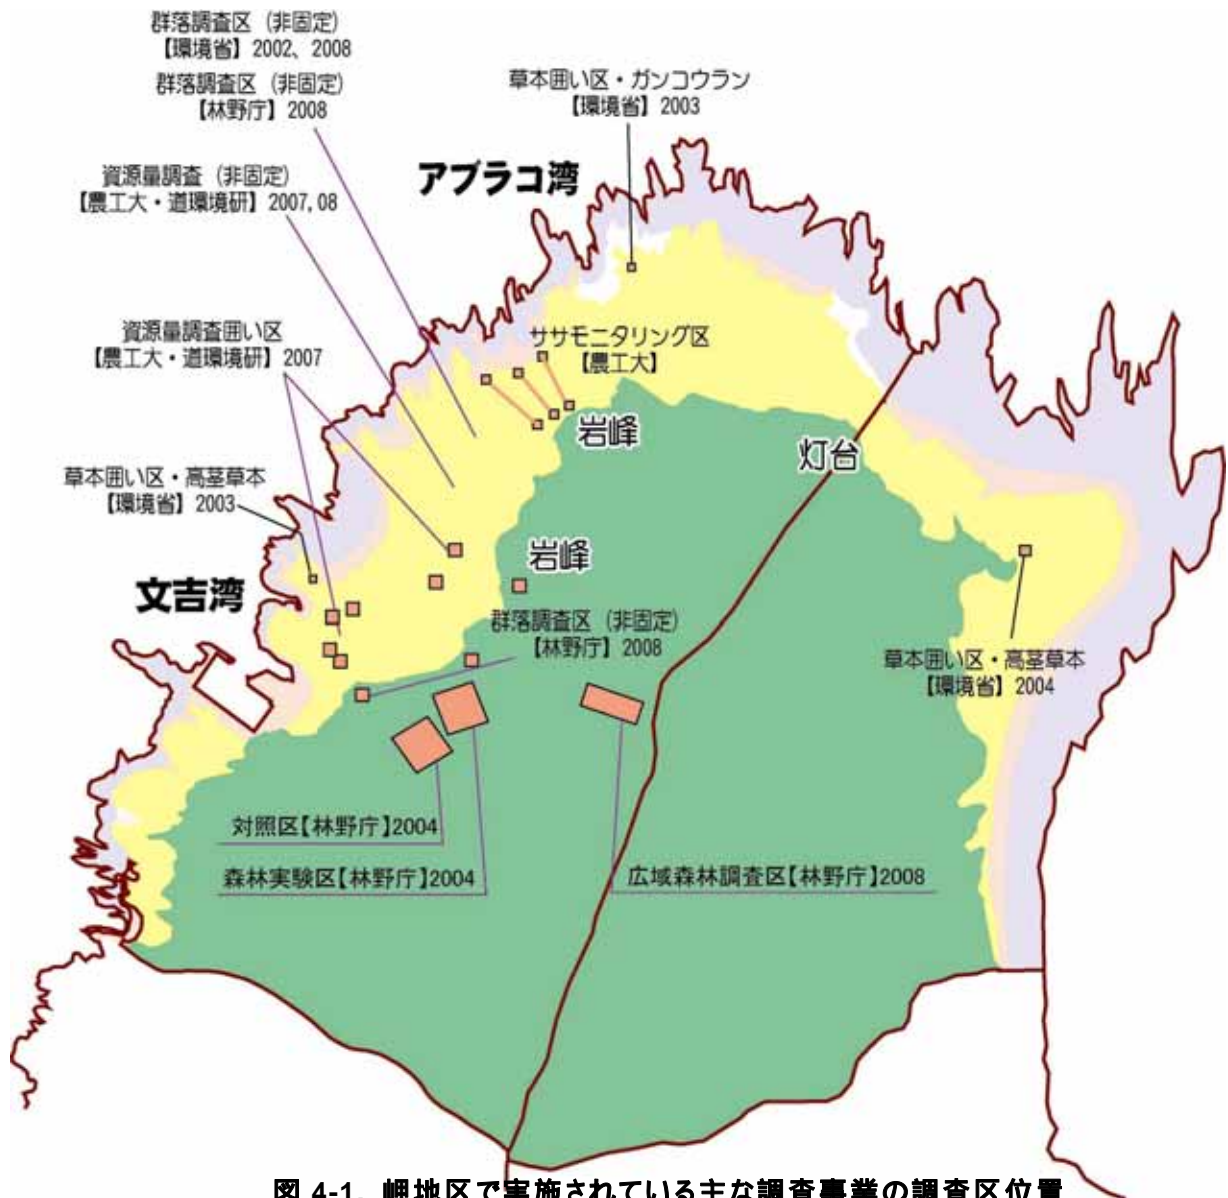 群落調査区（非固定）
【環境省】2002、2008
群落調査区（非固定）
【林野庁】2008
草本囲い区・ガンコウラン
【環境省】2003
アブラコ湾
資源量調査（非固定）
【農工大・道環境研】2007, 08
資源量調査囲い区
【農工大・道環境研】2007
ササモニタリング区
【農工大】
岩峰
灯台
草本囲い区・高茎草本
【環境省】2003
岩峰
文吉湾
群落調査区（非固定）
【林野庁】2008
草本囲い区・高茎草本
【環境省】2004
対照区【林野庁】2004
森林実験区【林野庁】2004
広域森林調査区【林野庁】2008
図 4-1. 岬地区で実施されている主な調査事業の調査区位置